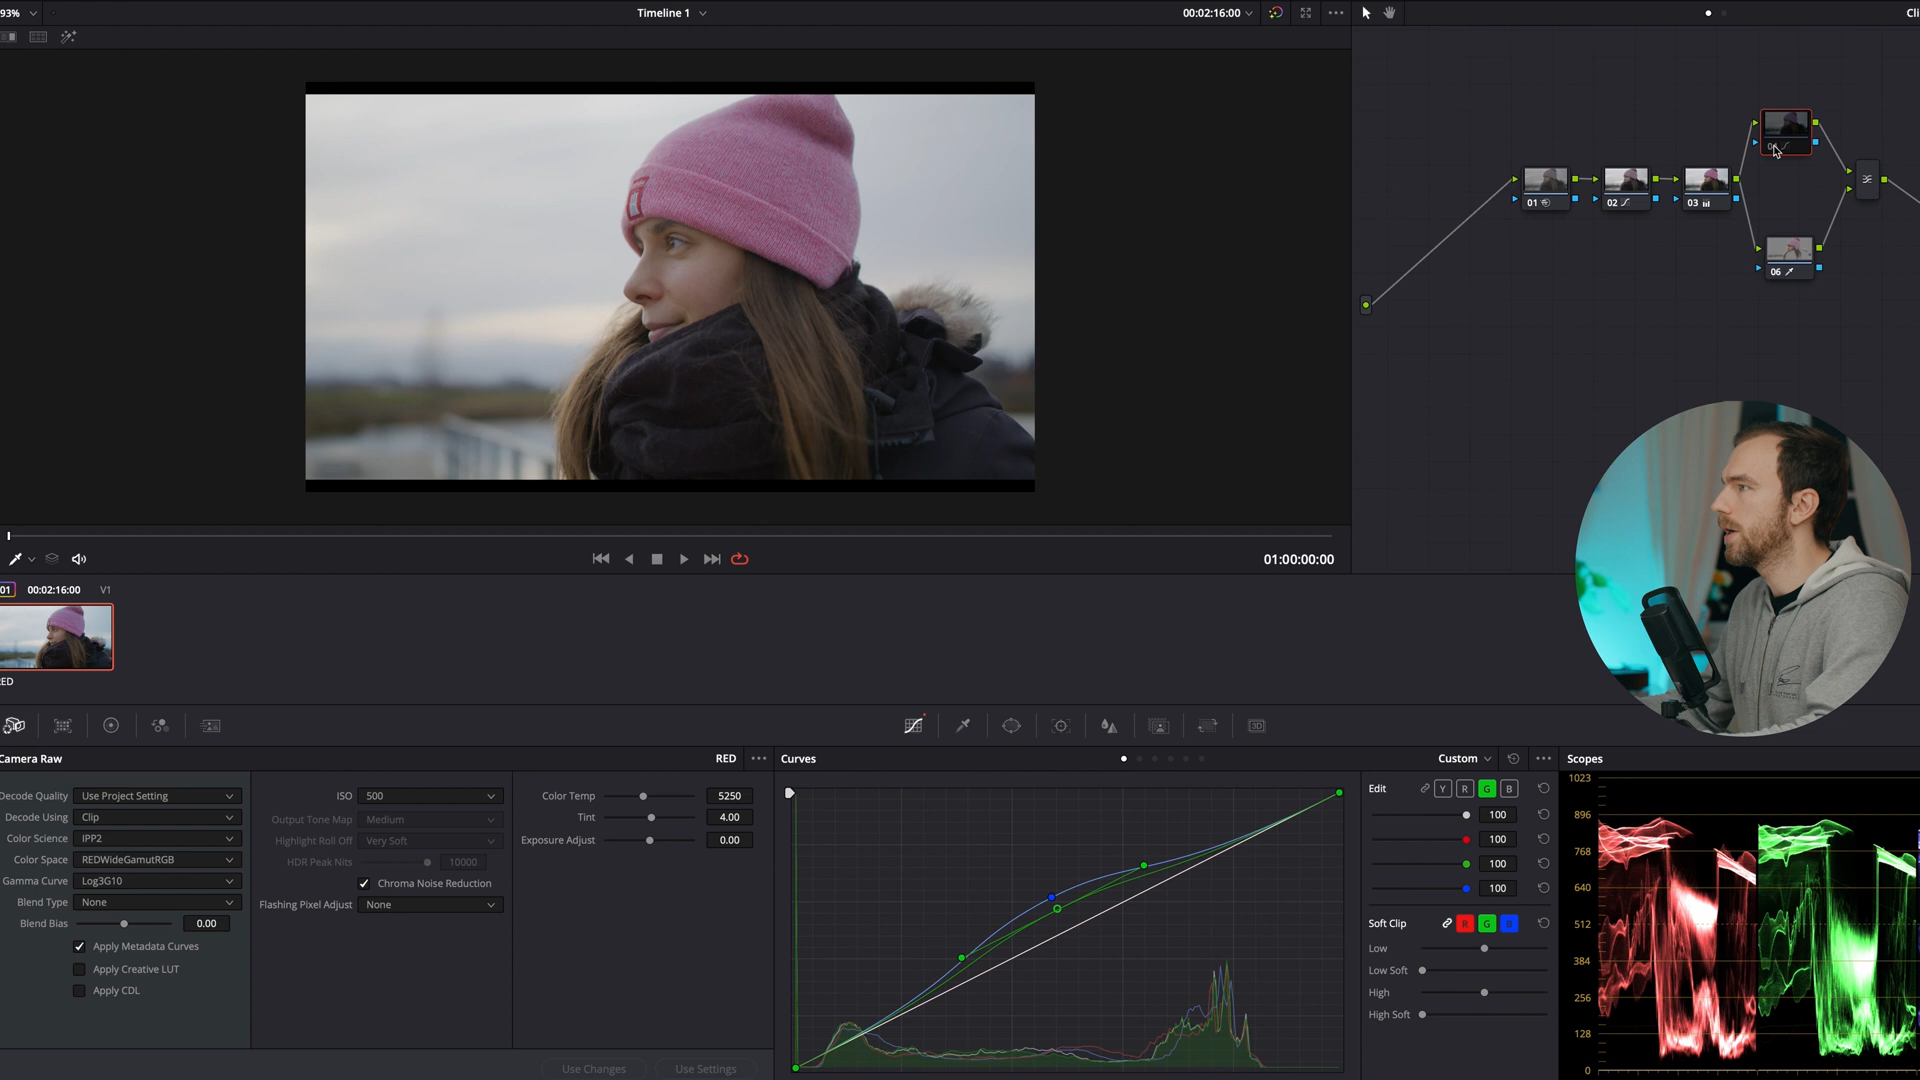 93%
Timeline 1
00:02:16:00
Cli
01
02
03
06
01:00:00:00
01 00:02:16:00 V1
RED
Camera Raw
RED
Decode Quality Use Project Setting
Decode Using Clip
Color Science IPP2
Color Space REDWideGamutRGB
Gamma Curve Log3G10
Blend Type None
Blend Bias 0.00
Apply Metadata Curves
Apply Creative LUT
Apply CDL
ISO 500
Output Tone Map Medium
Highlight Roll Off Very Soft
HDR Peak Nits 10000
Chroma Noise Reduction
Flashing Pixel Adjust None
Color Temp 5250
Tint 4.00
Exposure Adjust 0.00
Use Changes
Use Settings
Curves
Custom
Edit Y R G B
100
100
100
100
Soft Clip R G B
Low
Low Soft
High
High Soft
3D
Scopes
1023
896
768
640
512
384
256
128
0